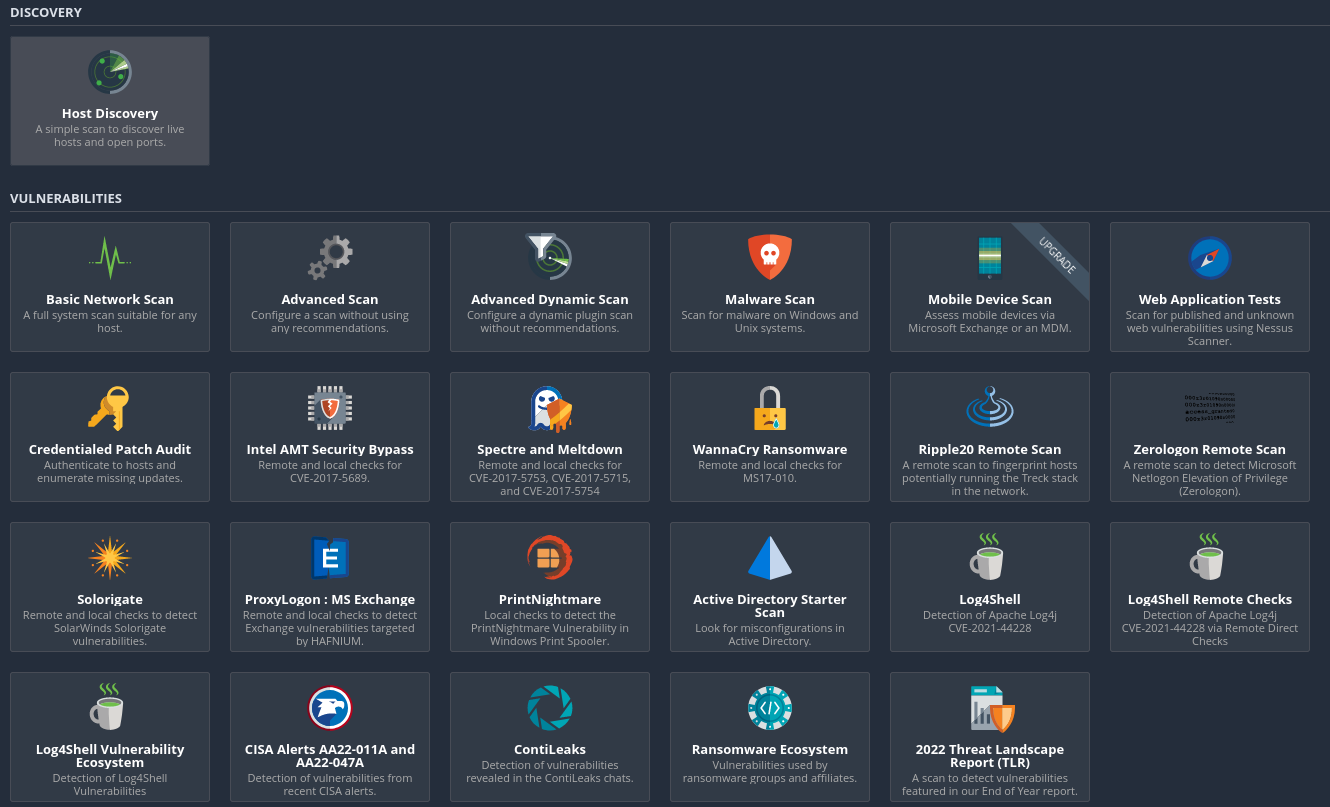 DISCOVERY
Host Discovery
A simple scan to discover live
hosts and open ports.
VULNERABILITIES
Basic Network Scan
A full system scan suitable for any
host.
Advanced Scan
Configure a scan without using
any recommendations.
Advanced Dynamic Scan
Configure a dynamic plugin scan
without recommendations.
Malware Scan
Scan for malware on Windows and
Unix systems.
UPGRADE
Mobile Device Scan
Assess mobile devices via
Microsoft Exchange or an MDM.
Web Application Tests
Scan for published and unknown
web vulnerabilities using Nessus
Scanner.
Credentialed Patch Audit
Authenticate to hosts and
enumerate missing updates.
Intel AMT Security Bypass
Remote and local checks for
CVE-2017-5689.
Spectre and Meltdown
Remote and local checks for
CVE-2017-5753, CVE-2017-5715,
and CVE-2017-5754
WannaCry Ransomware
Remote and local checks for
MS17-010.
Ripple20 Remote Scan
A remote scan to fingerprint hosts
potentially running the Treck stack
in the network.
Zerologon Remote Scan
A remote scan to detect Microsoft
Netlogon Elevation of Privilege
(Zerologon).
Solorigate
Remote and local checks to detect
SolarWinds Solorigate
vulnerabilities.
E
ProxyLogon : MS Exchange
Remote and local checks to detect
Exchange vulnerabilities targeted
by HAFNIUM.
PrintNightmare
Local checks to detect the
PrintNightmare Vulnerability in
Windows Print Spooler.
Active Directory Starter
Scan
Look for misconfigurations in
Active Directory.
Log4Shell
Detection of Apache Log4j
CVE-2021-44228
Log4Shell Remote Checks
Detection of Apache Log4j
CVE-2021-44228 via Remote Direct
Checks
Log4Shell Vulnerability
Ecosystem
Detection of Log4Shell
Vulnerabilities
CISA Alerts AA22-011A and
AA22-047A
Detection of vulnerabilities from
recent CISA alerts.
ContiLeaks
Detection of vulnerabilities
revealed in the ContiLeaks chats.
</>
Ransomware Ecosystem
Vulnerabilities used by
ransomware groups and affiliates.
2022 Threat Landscape
Report (TLR)
A scan to detect vulnerabilities
featured in our End of Year report.